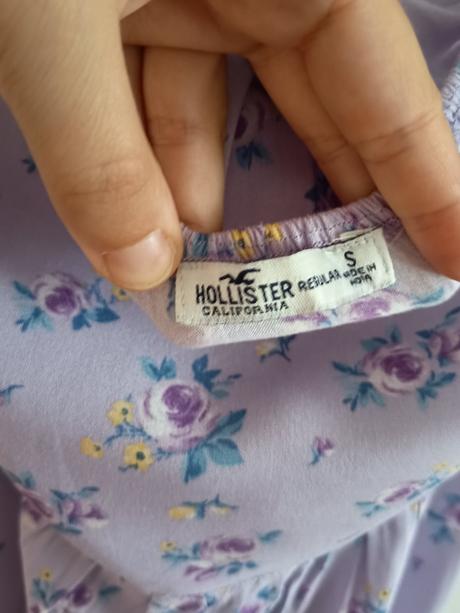 HOLLISTER
CALIFORNIA
REGULAR
S
MADE IN
INDIA